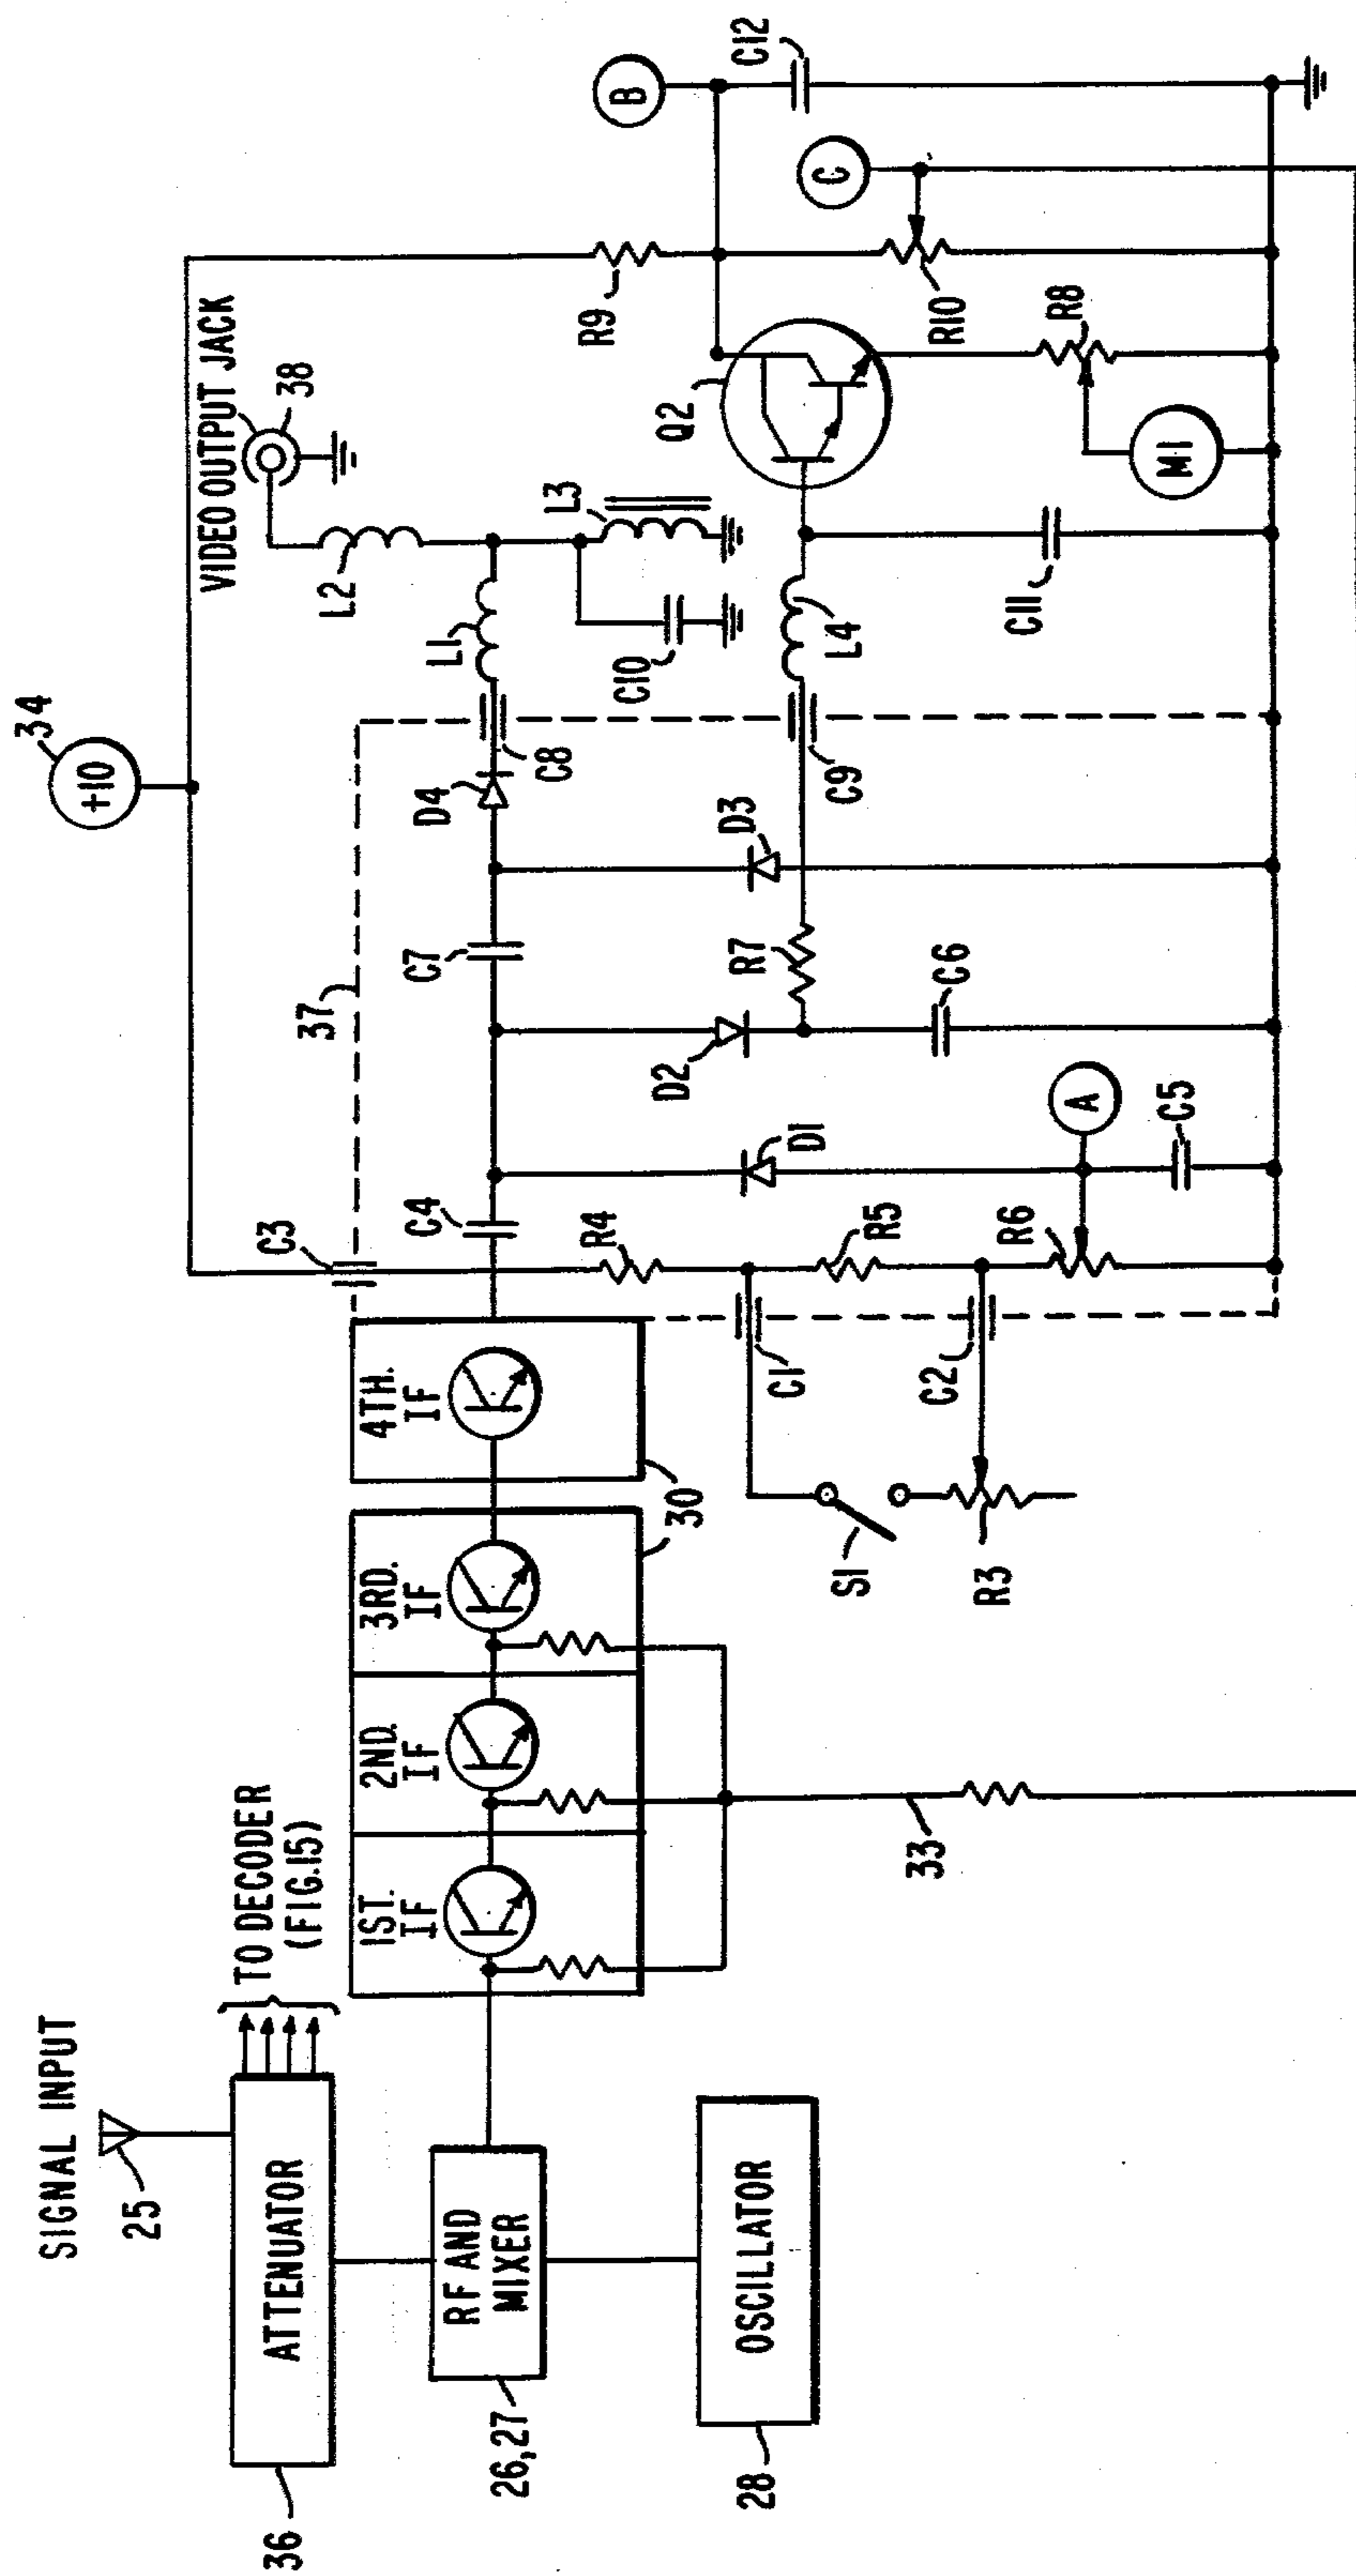 SIGNAL INPUT
25
ATTENUATOR
36
TO DECODER
(FIG.15)
RF AND
MIXER
26,27
OSCILLATOR
28
1ST.
IF
2ND.
IF
3RD.
IF
4TH.
IF
30
33
+10
34
37
VIDEO OUTPUT JACK
38
C3
C4
C7
D4
C8
L1
L2
L3
C10
R4
R5
R6
C1
C2
S1
R3
D1
A
C5
D2
C6
R7
D3
C9
L4
C11
Q2
M1
R8
R9
R10
B
C
C12